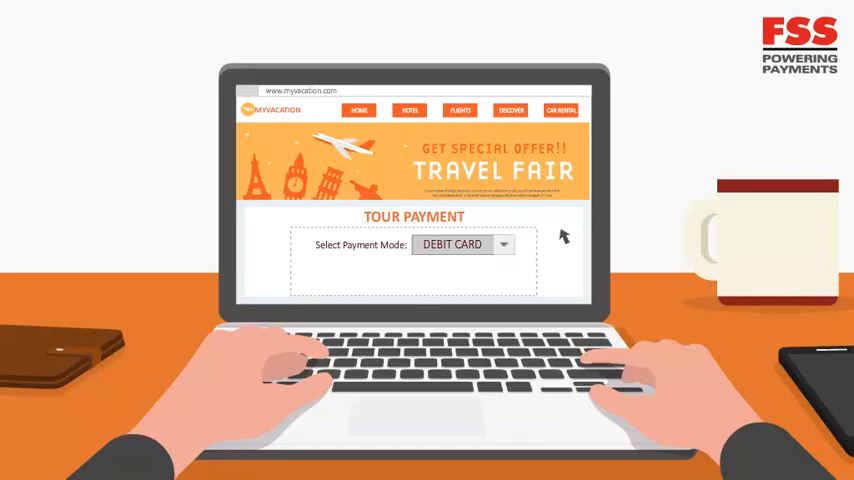 FSS
POWERING
PAYMENTS
www.myvacation.com
MYVACATION
HOME
HOTEL
FLIGHTS
DISCOVER
CAR RENTAL
GET SPECIAL OFFER!!
TRAVEL FAIR
TOUR PAYMENT
Select Payment Mode: DEBIT CARD